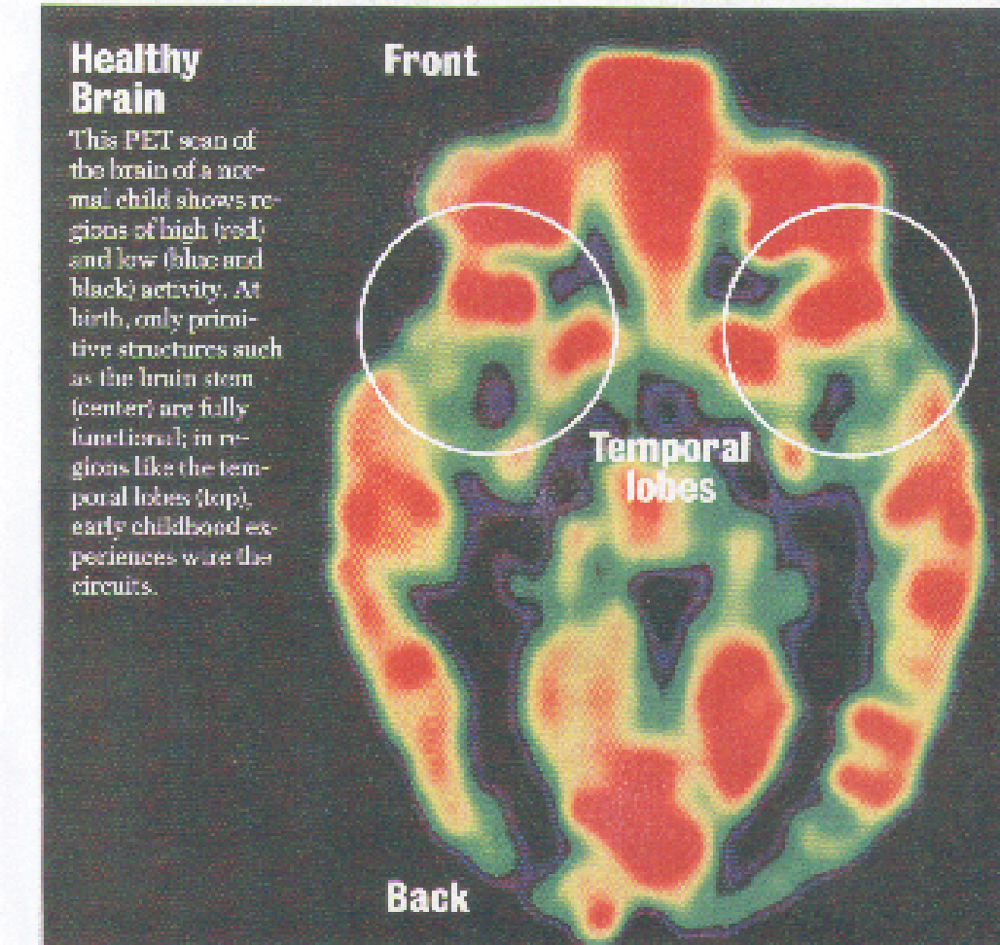 Healthy
Brain
This PET scan of
the brain of a nor-
mal child shows re-
gions of high (red)
and low (blue and
black) activity. At
birth, only primi-
tive structures such
as the brain stem
(center) are fully
functional; in re-
gions like the tem-
poral lobes (top),
early childhood ex-
periences wire the
circuits.
Front
Temporal
lobes
Back